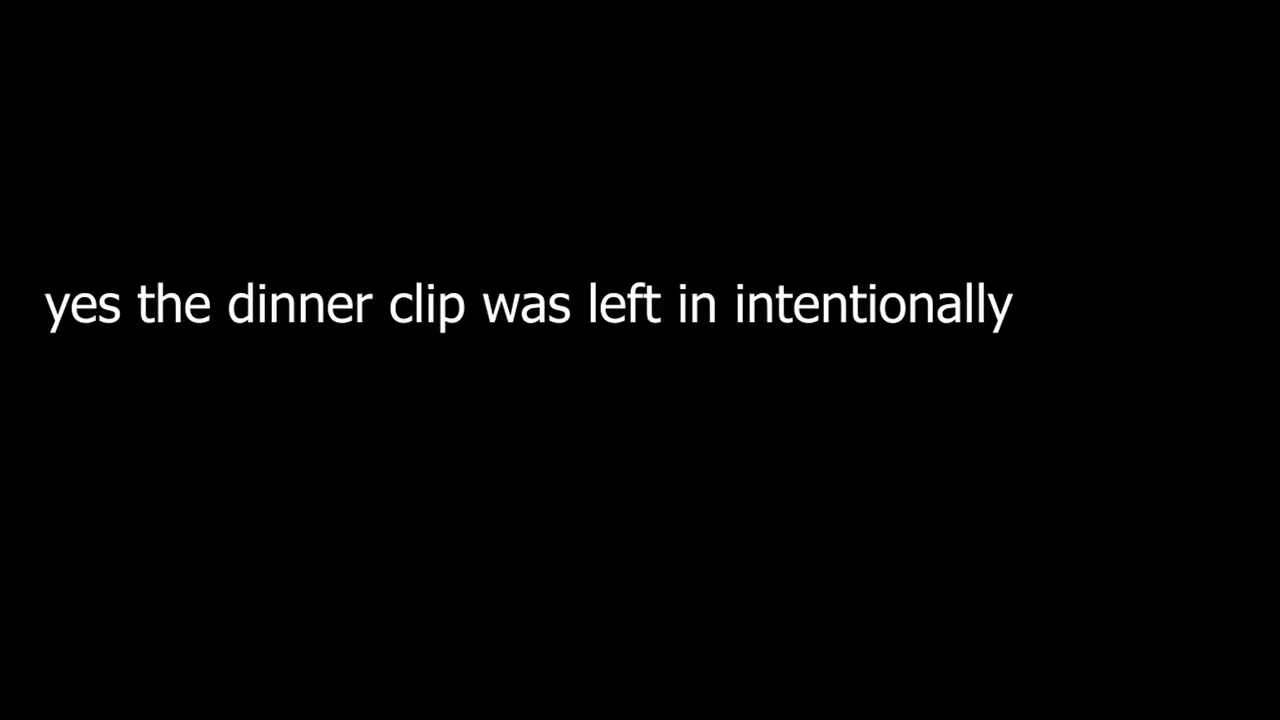 yes the dinner clip was left in intentionally